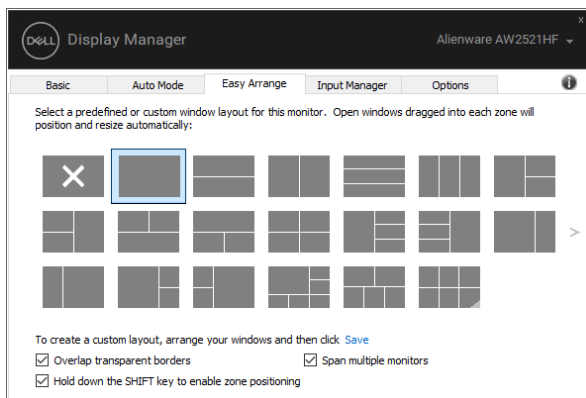 DELL Display Manager
Alienware AW2521HF
Basic
Auto Mode
Easy Arrange
Input Manager
Options
Select a predefined or custom window layout for this monitor. Open windows dragged into each zone will
position and resize automatically:
To create a custom layout, arrange your windows and then click Save
Overlap transparent borders
Span multiple monitors
Hold down the SHIFT key to enable zone positioning